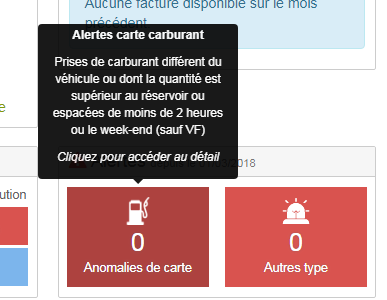 Aucune facture disponible sur le mois
précédent
Alertes carte carburant
Prises de carburant différent du
véhicule ou dont la quantité est
supérieur au réservoir ou
espacées de moins de 2 heures
ou le week-end (sauf VF)
Cliquez pour accéder au détail
e
/2018
ution
0
Anomalies de carte
0
Autres type